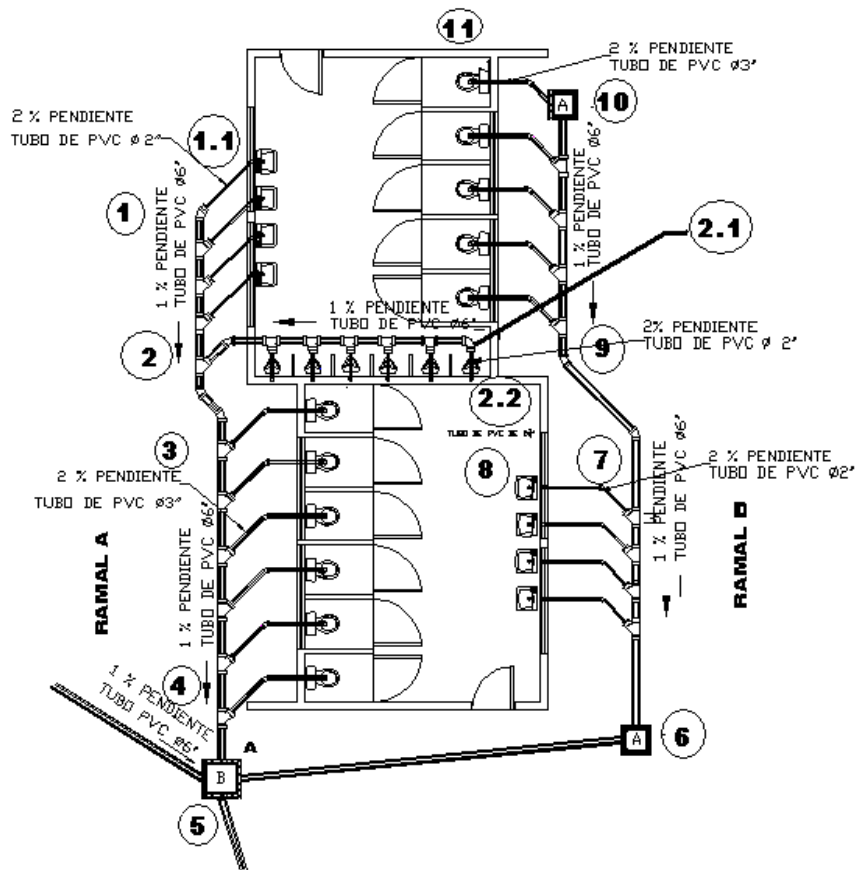 11
2 % PENDIENTE
TUBO DE PVC Ø3"
A
10
2 % PENDIENTE
TUBO DE PVC Ø 2"
1.1
1
1 % PENDIENTE
TUBO DE PVC Ø6"
1 % PENDIENTE
TUBO DE PVC Ø6"
2.1
1 % PENDIENTE
TUBO DE PVC Ø6"
2% PENDIENTE
TUBO DE PVC Ø 2"
9
2
2.2
TUBO DE PVC DE
3
8
7
2 % PENDIENTE
TUBO DE PVC Ø2"
2 % PENDIENTE
TUBO DE PVC Ø3"
1 % PENDIENTE
TUBO DE PVC Ø6"
1 % PENDIENTE
TUBO DE PVC Ø6"
RAMAL A
RAMAL B
4
1 % PENDIENTE
TUBO PVC Ø6"
A
A
6
B
5